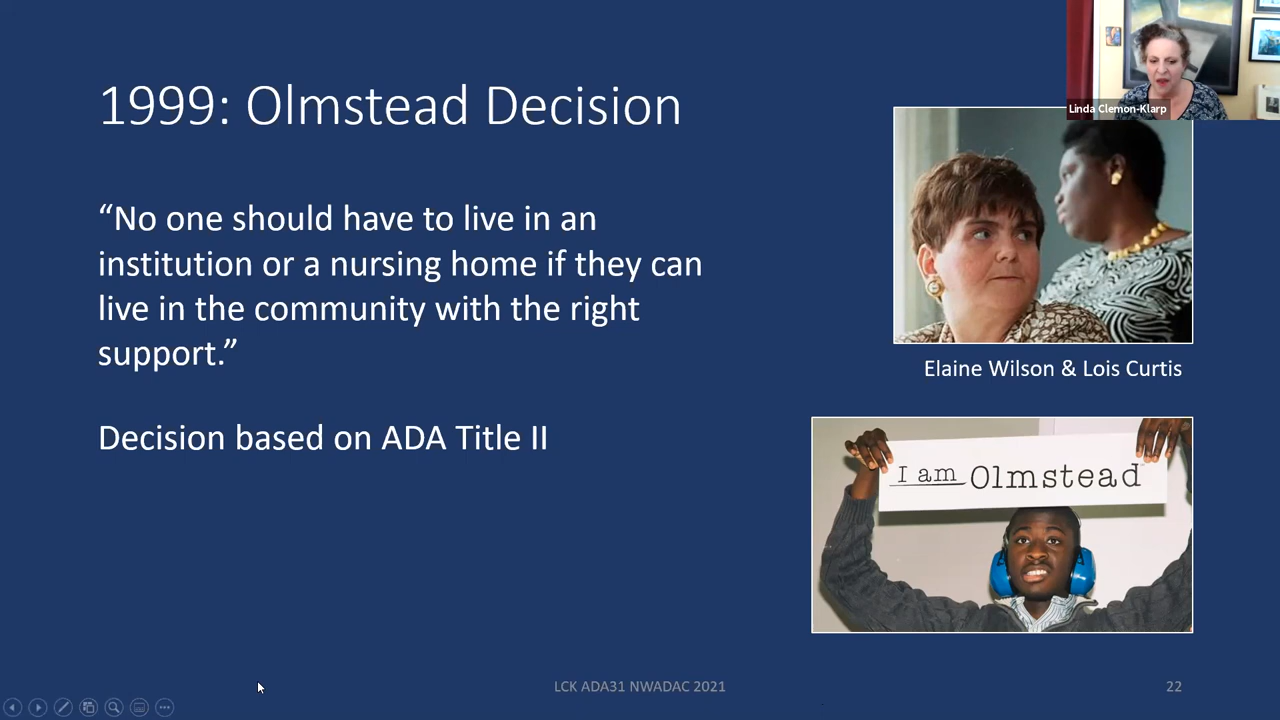 Linda Clemon-Klarp
1999: Olmstead Decision
“No one should have to live in an
institution or a nursing home if they can
live in the community with the right
support.”
Decision based on ADA Title II
Elaine Wilson & Lois Curtis
I am Olmstead
LCK ADA31 NWADAC 2021
22